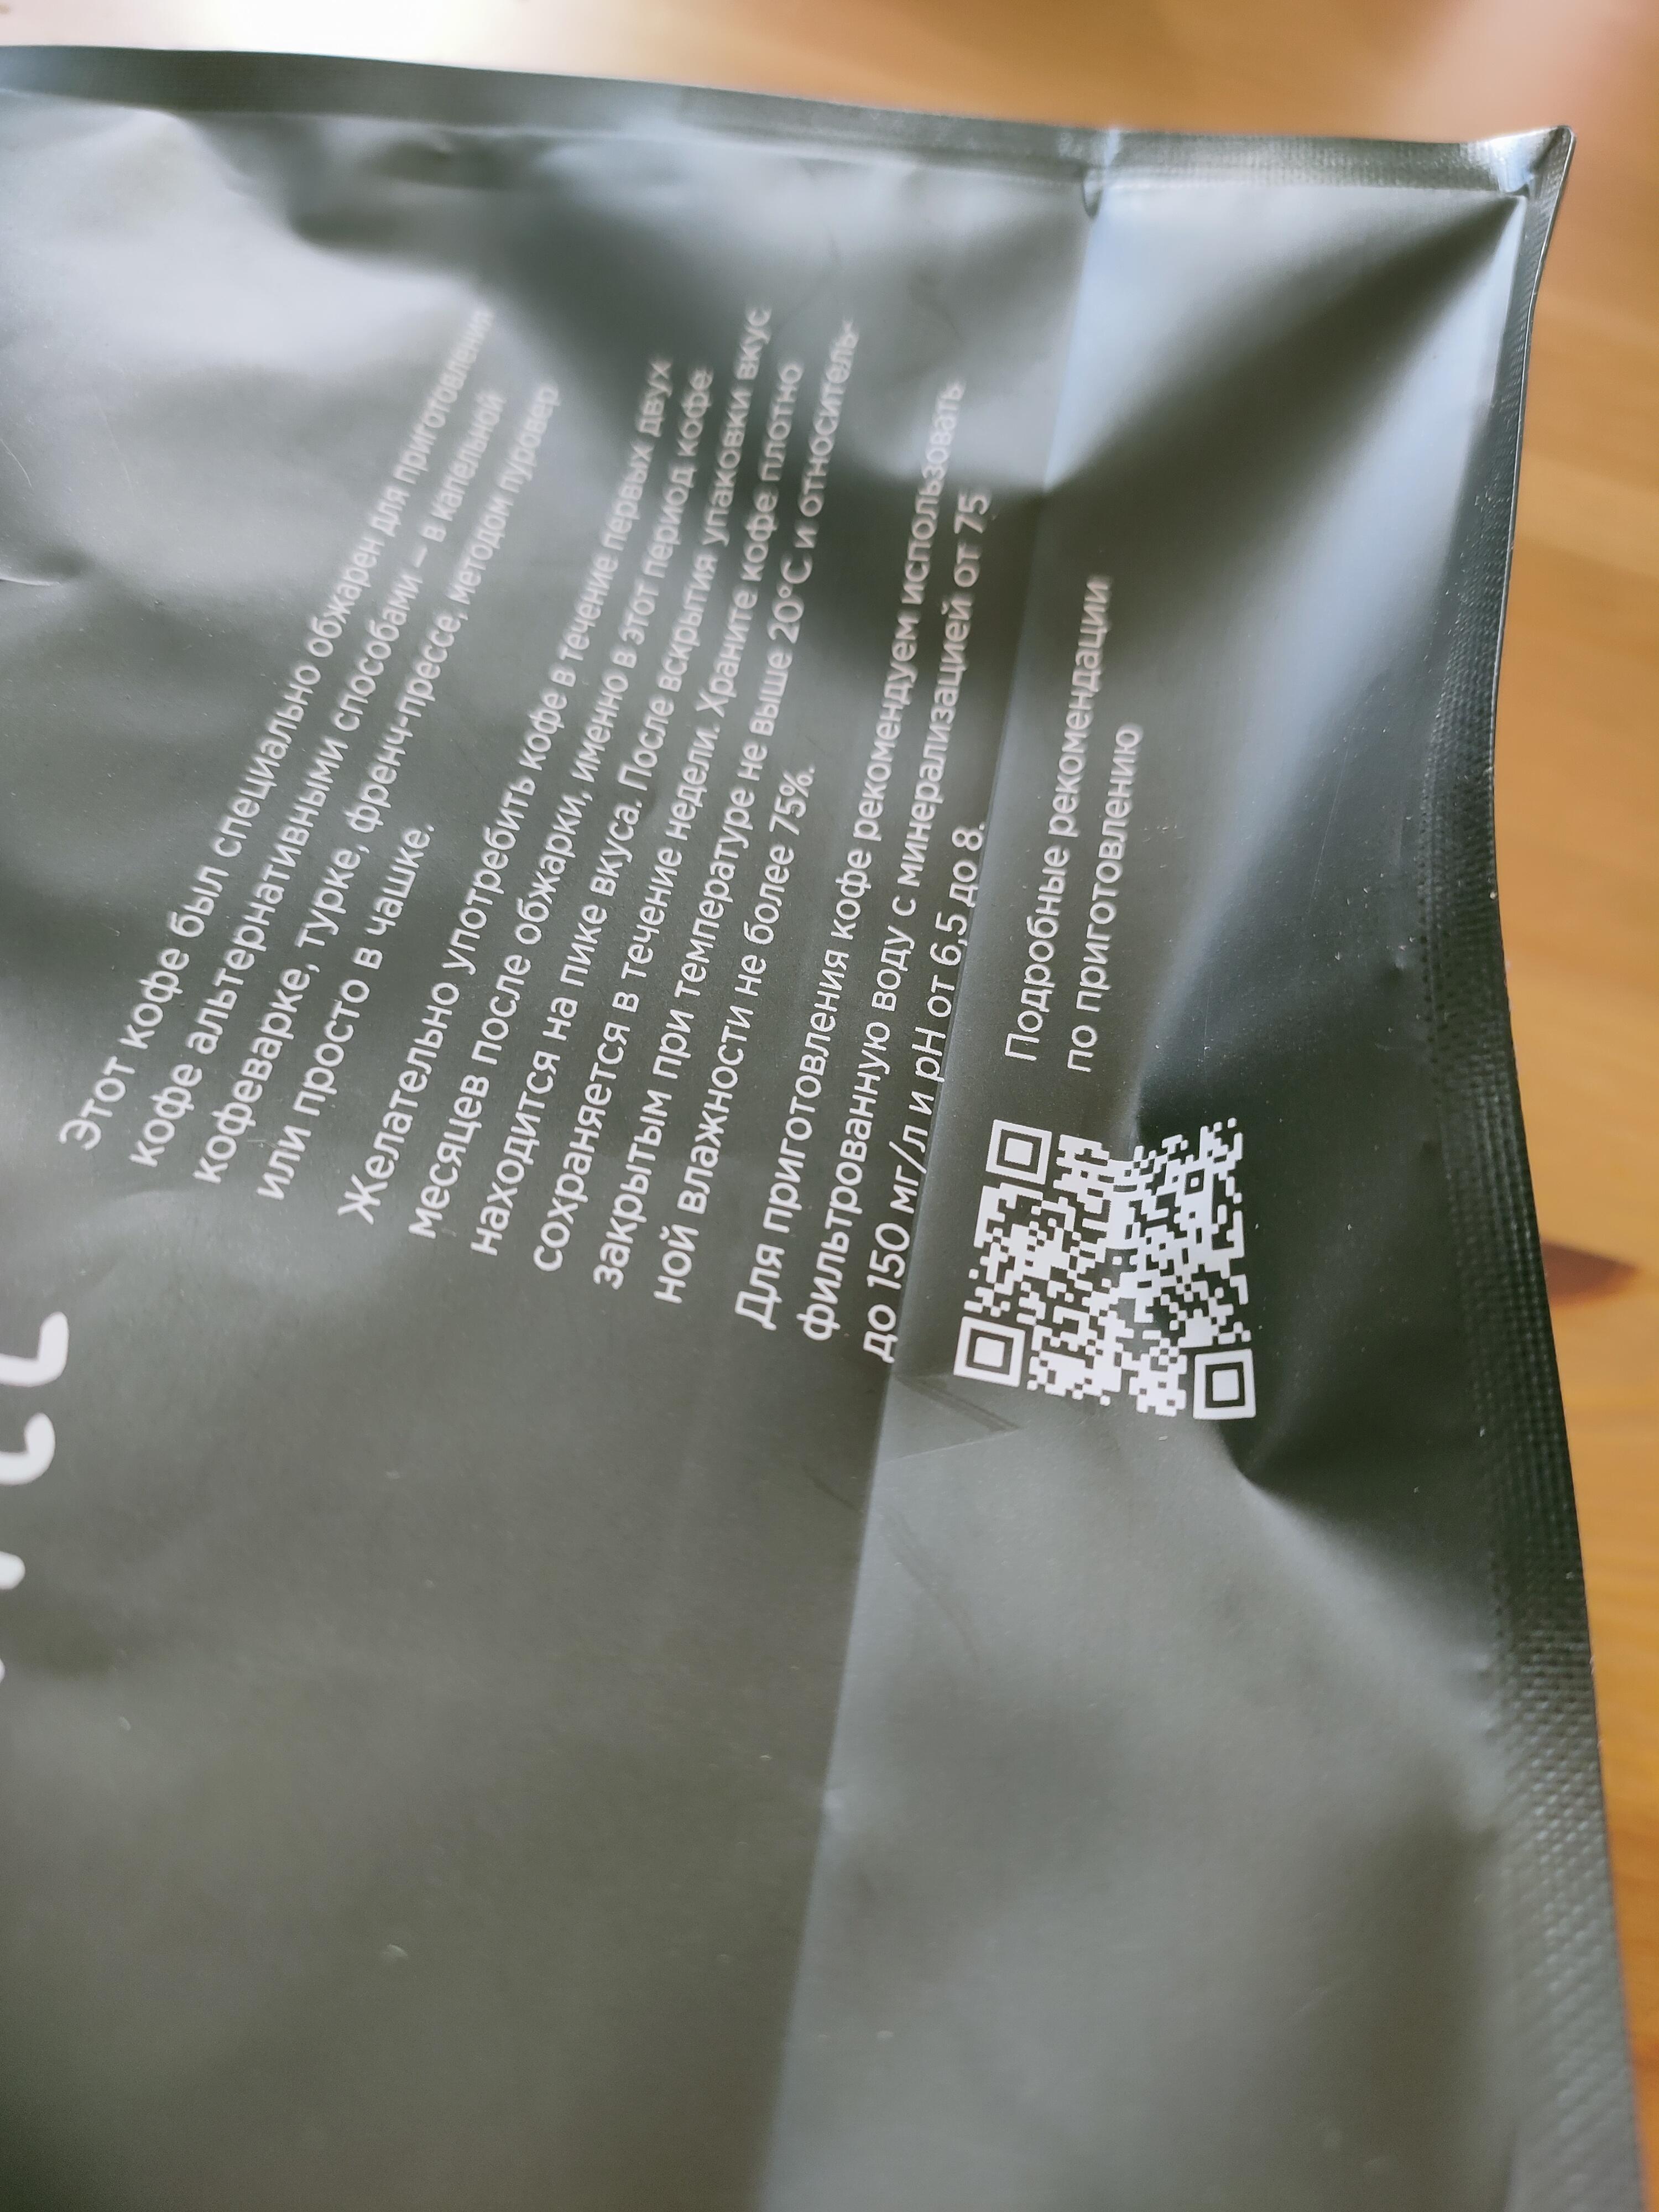 Этот кофе был специально обжарен для приготовления
кофе альтернативными способами – в капельной
кофеварке, турке, френч-прессе, методом пуровер
или просто в чашке.
Желательно употребить кофе в течение первых двух
месяцев после обжарки, именно в этот период кофе
находится на пике вкуса. После вскрытия упаковки вкус
сохраняется в течение недели. Храните кофе плотно
закрытым при температуре не выше 20°С и относитель-
ной влажности не более 75%.
Для приготовления кофе рекомендуем использовать
фильтрованную воду с минерализацией от 75
до 150 мг/л и pH от 6,5 до 8.
Подробные рекомендации
по приготовлению